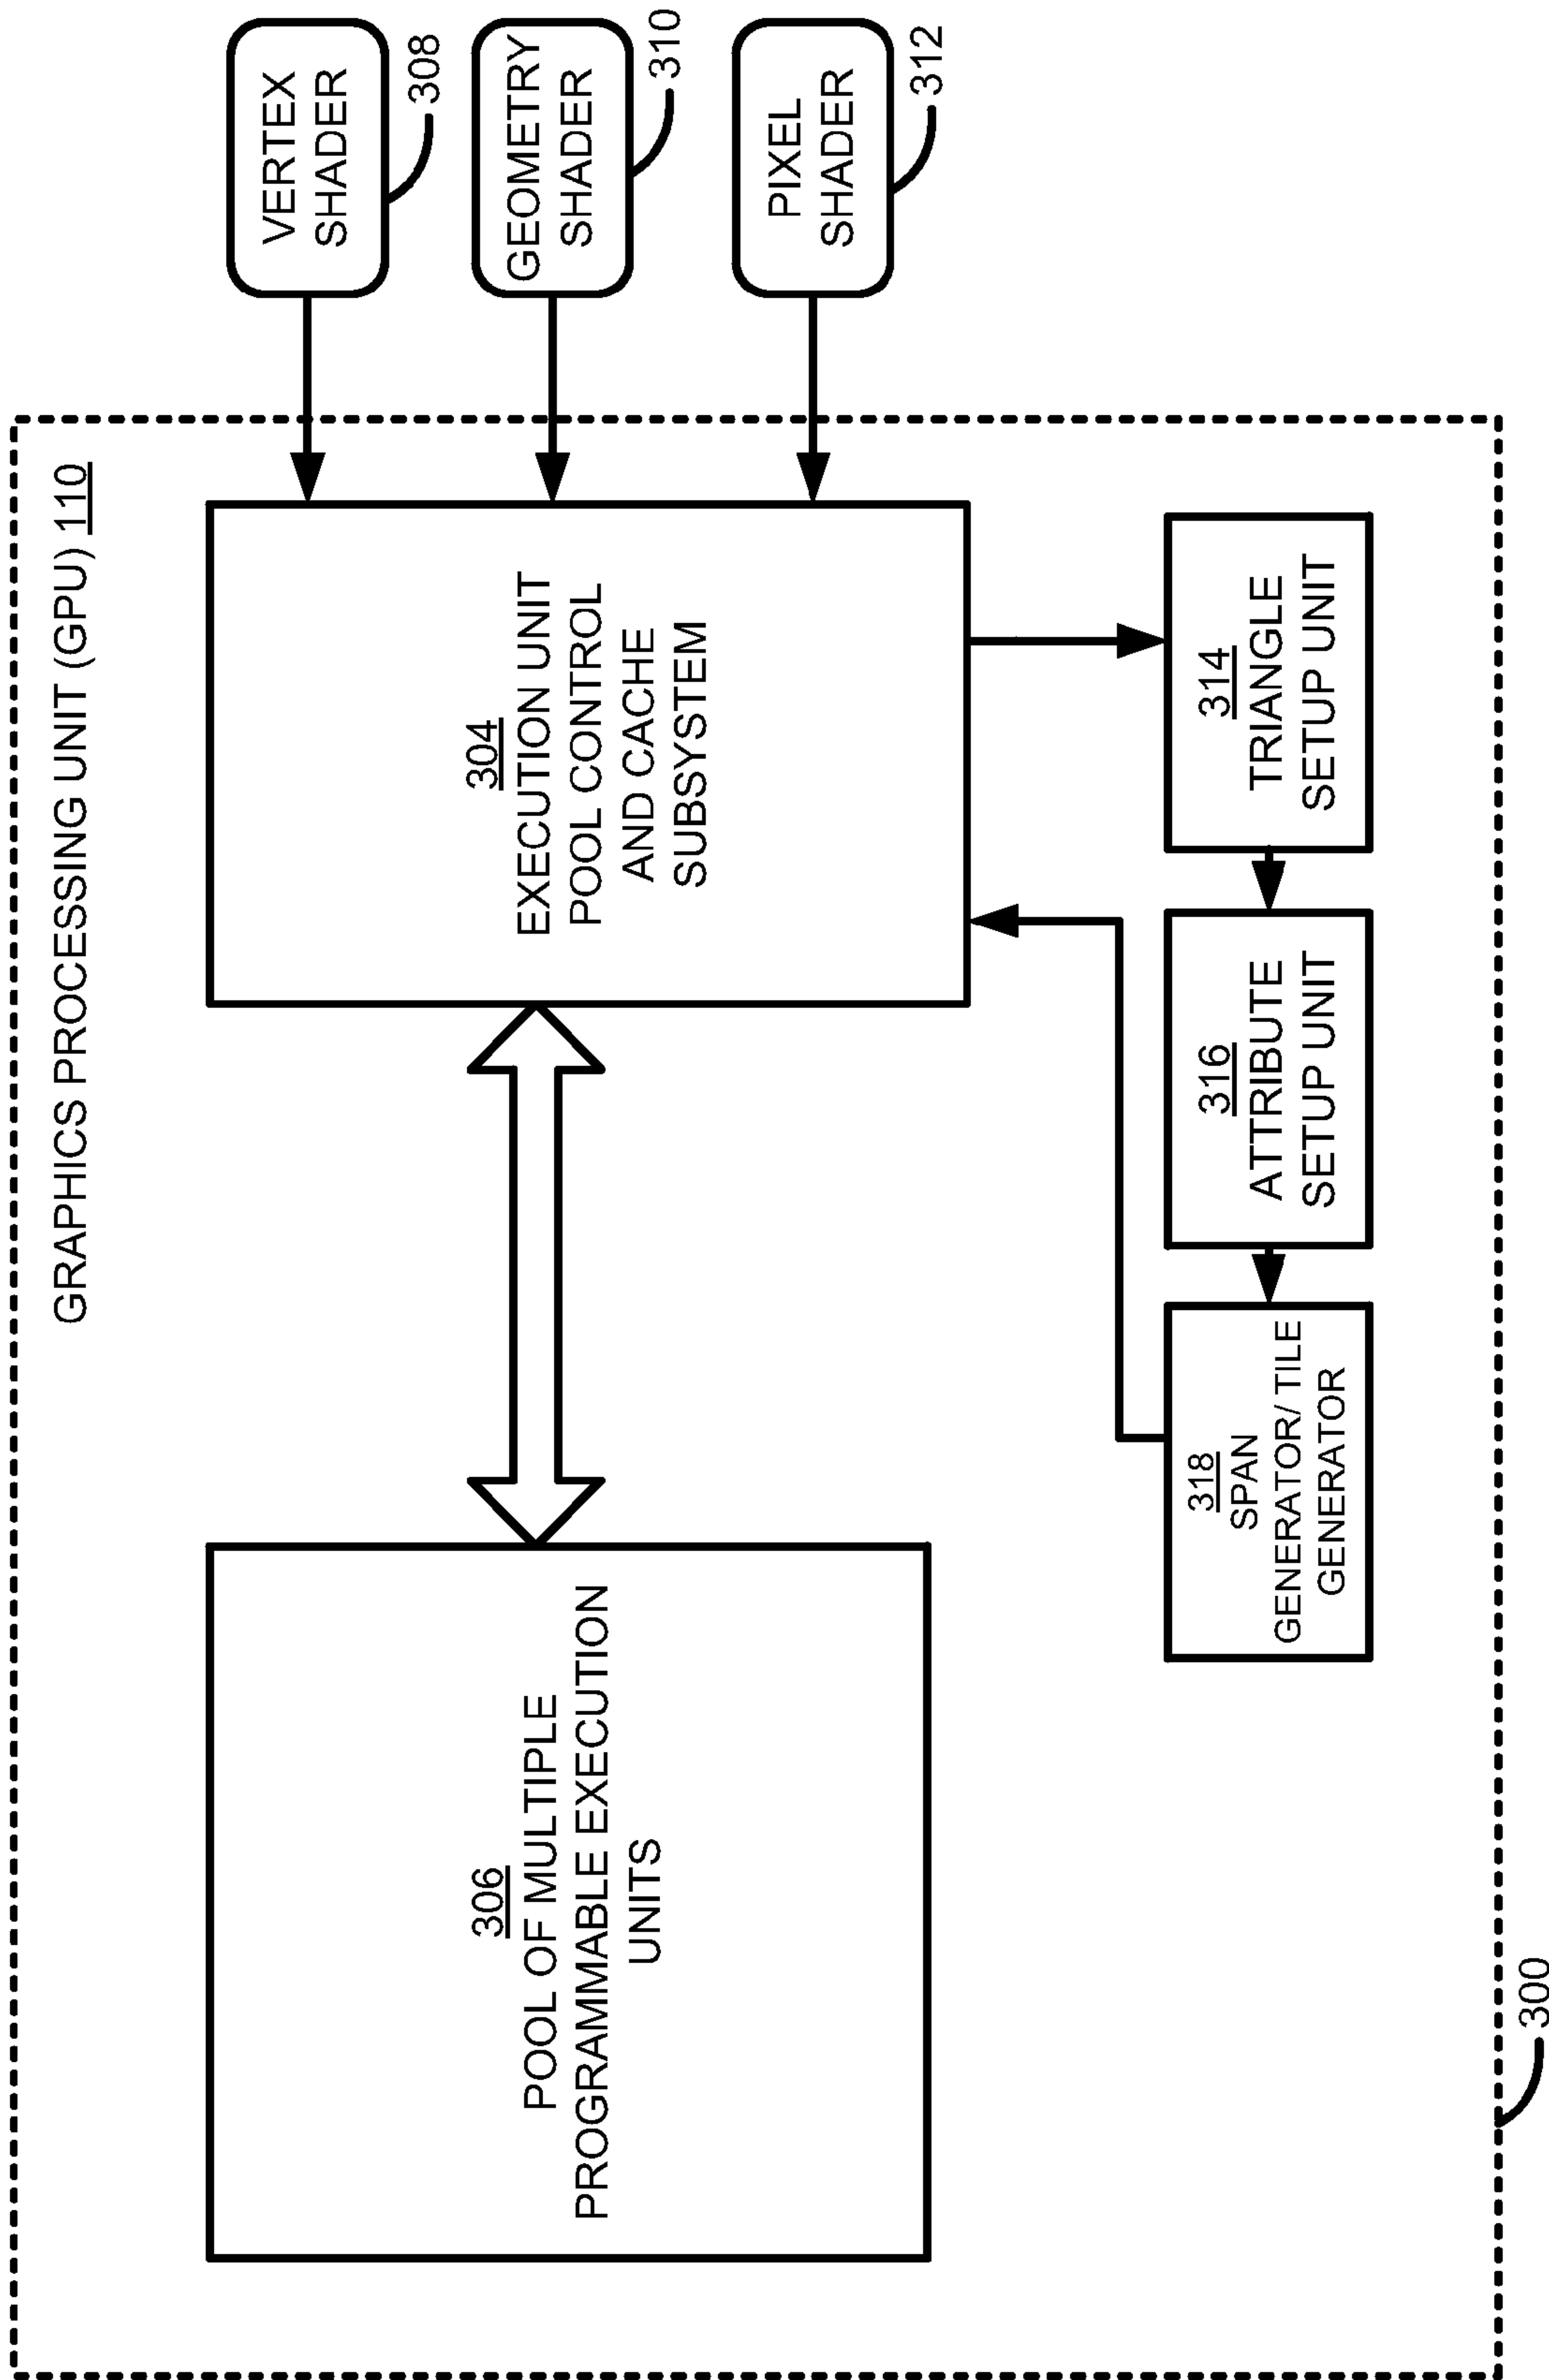 GRAPHICS PROCESSING UNIT (GPU) 110
306
POOL OF MULTIPLE
PROGRAMMABLE EXECUTION
UNITS
304
EXECUTION UNIT
POOL CONTROL
AND CACHE
SUBSYSTEM
VERTEX
SHADER
308
GEOMETRY
SHADER
310
PIXEL
SHADER
312
318
SPAN
GENERATOR/ TILE
GENERATOR
316
ATTRIBUTE
SETUP UNIT
314
TRIANGLE
SETUP UNIT
300